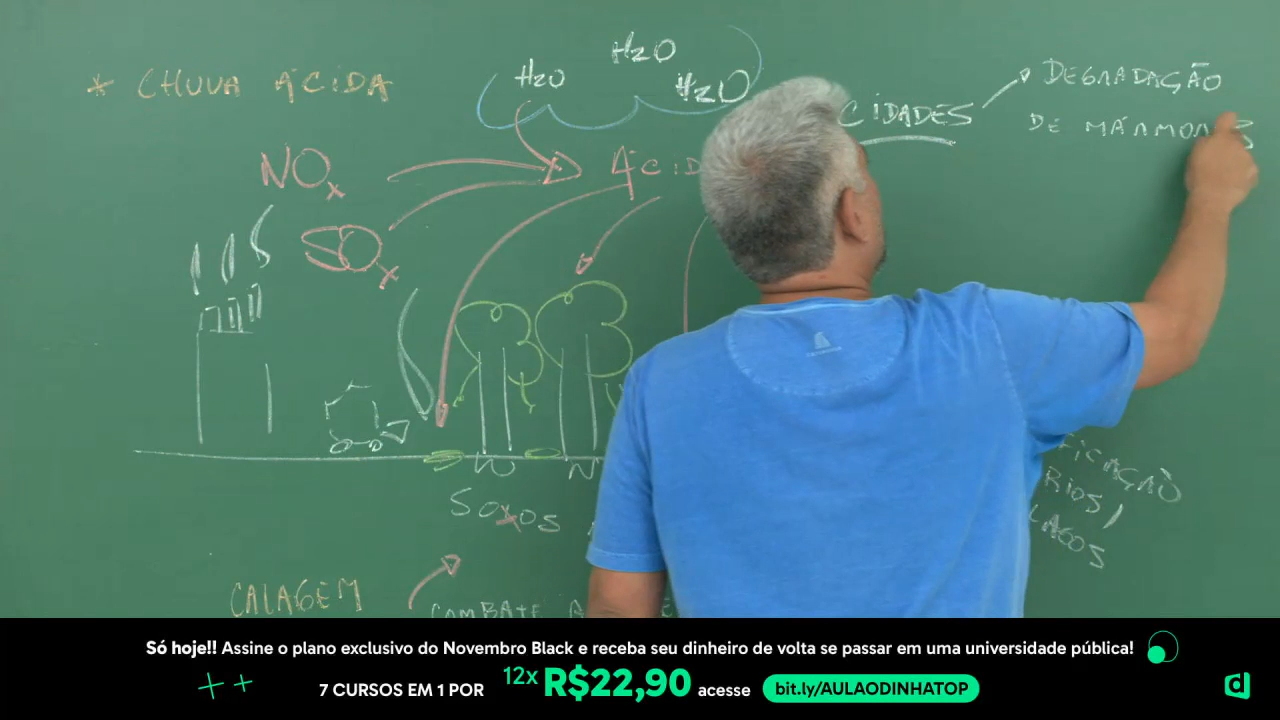 * CHUVA ÁCIDA
H2O
H2O
H2O
NOx
SOx
CIDADES
DEGRADAÇÃO
DE MÁRMORES
SOLOS
RIOS/
LAGOS
CALAGEM
COMBATE A
Só hoje!! Assine o plano exclusivo do Novembro Black e receba seu dinheiro de volta se passar em uma universidade pública!
7 CURSOS EM 1 POR 12x R$22,90 acesse bit.ly/AULAODINHATOP
d